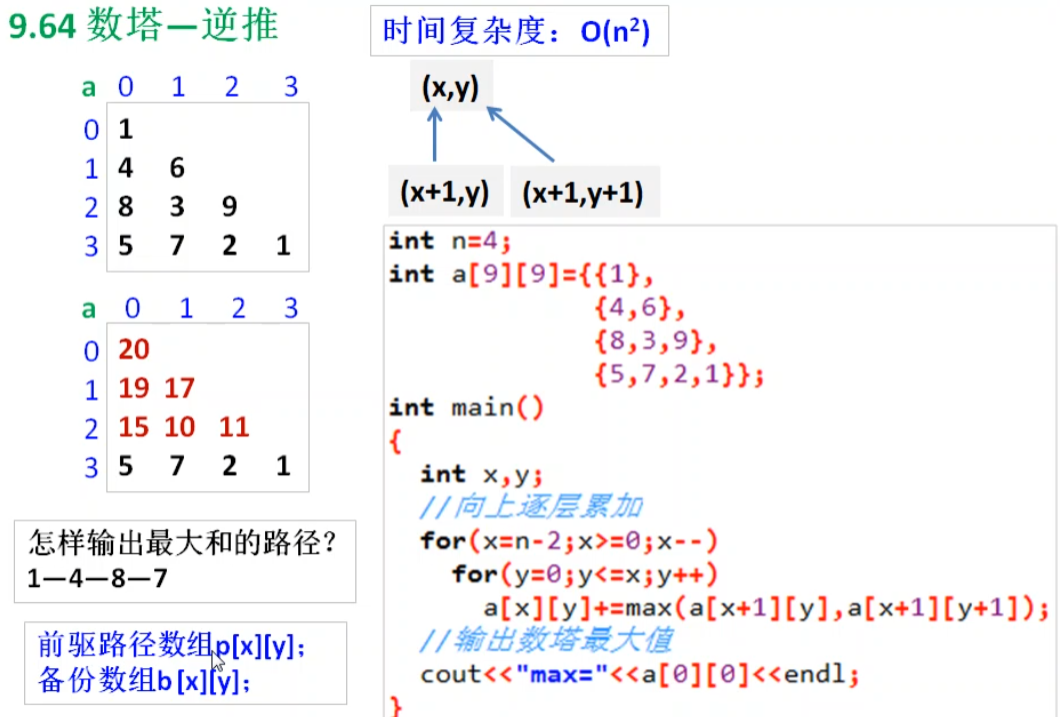 9.64 数塔—逆推
时间复杂度：O(n²)
a 0 1 2 3
0 1
1 4 6
2 8 3 9
3 5 7 2 1
a 0 1 2 3
0 20
1 19 17
2 15 10 11
3 5 7 2 1
怎样输出最大和的路径？
1—4—8—7
前驱路径数组p[x][y]；
备份数组b[x][y]；
(x,y)
(x+1,y) (x+1,y+1)
int n=4;
int a[9][9]={{1},
{4,6},
{8,3,9},
{5,7,2,1}};
int main()
{
int x,y;
//向上逐层累加
for(x=n-2;x>=0;x--)
for(y=0;y<=x;y++)
a[x][y]+=max(a[x+1][y],a[x+1][y+1]);
//输出数塔最大值
cout<<"max="<<a[0][0]<<endl;
}